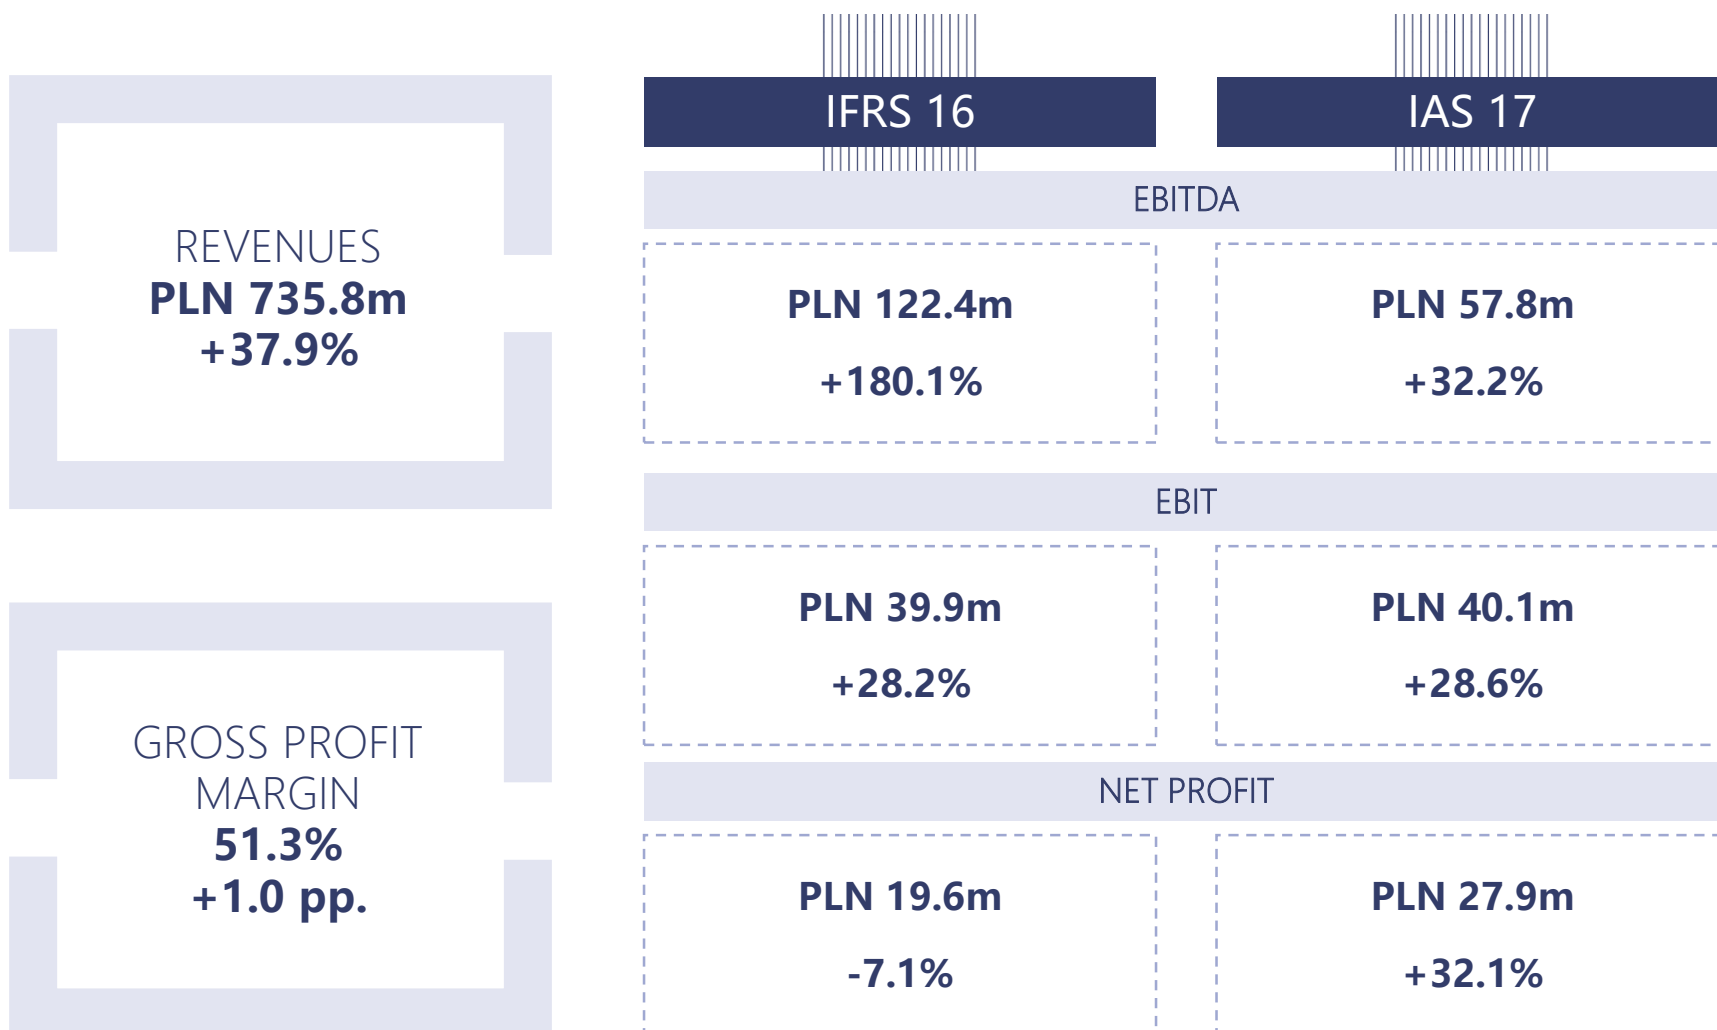 REVENUES
PLN 735.8m
+37.9%
GROSS PROFIT
MARGIN
51.3%
+1.0 pp.
IFRS 16
IAS 17
EBITDA
PLN 122.4m
PLN 57.8m
+180.1%
+32.2%
EBIT
PLN 39.9m
PLN 40.1m
+28.2%
+28.6%
NET PROFIT
PLN 19.6m
PLN 27.9m
-7.1%
+32.1%